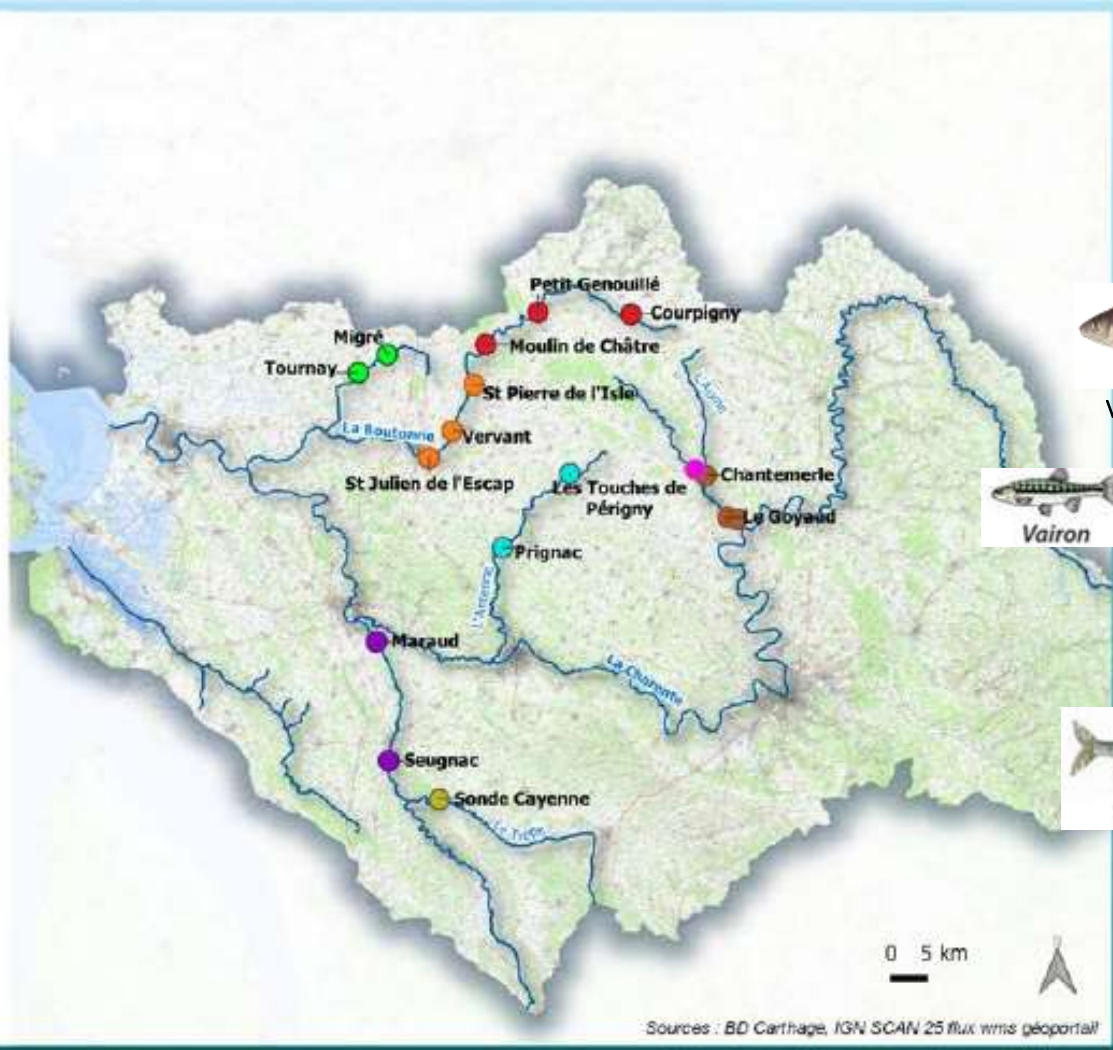 Petit Genouillé
Courpigny
Migré
Moulin de Châtre
Tournay
St Pierre de l'Isle
L'Aume
La Boutonne
Vervant
St Julien de l'Escap
Chantemerle
Les Touches de
Périgny
Le Goyaud
Vairon
Prignac
L'Antenne
Mazaud
La Charente
Seugnac
Sonde Cayenne
Le Trèfle
0 5 km
Sources : BD Carthage, IGN SCAN 25 flux wms géoportail